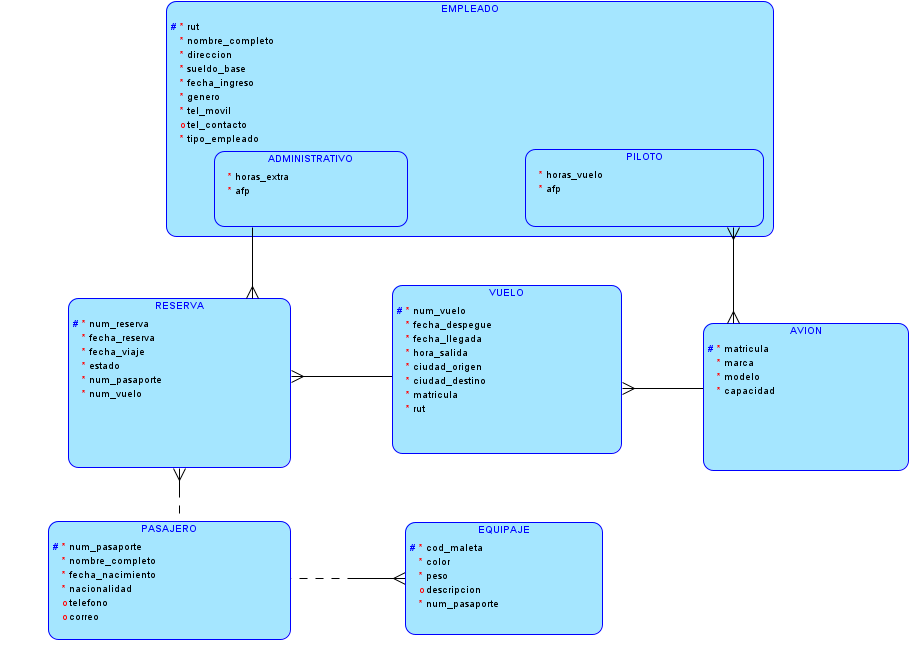 EMPLEADO
# * rut
* nombre_completo
* direccion
* sueldo_base
* fecha_ingreso
* genero
* tel_movil
o tel_contacto
* tipo_empleado
ADMINISTRATIVO
* horas_extra
* afp
PILOTO
* horas_vuelo
* afp
RESERVA
# * num_reserva
* fecha_reserva
* fecha_viaje
* estado
* num_pasaporte
* num_vuelo
VUELO
# * num_vuelo
* fecha_despegue
* fecha_llegada
* hora_salida
* ciudad_origen
* ciudad_destino
* matricula
* rut
AVION
# * matricula
* marca
* modelo
* capacidad
PASAJERO
# * num_pasaporte
* nombre_completo
* fecha_nacimiento
* nacionalidad
o telefono
o correo
EQUIPAJE
# * cod_maleta
* color
* peso
o descripcion
* num_pasaporte